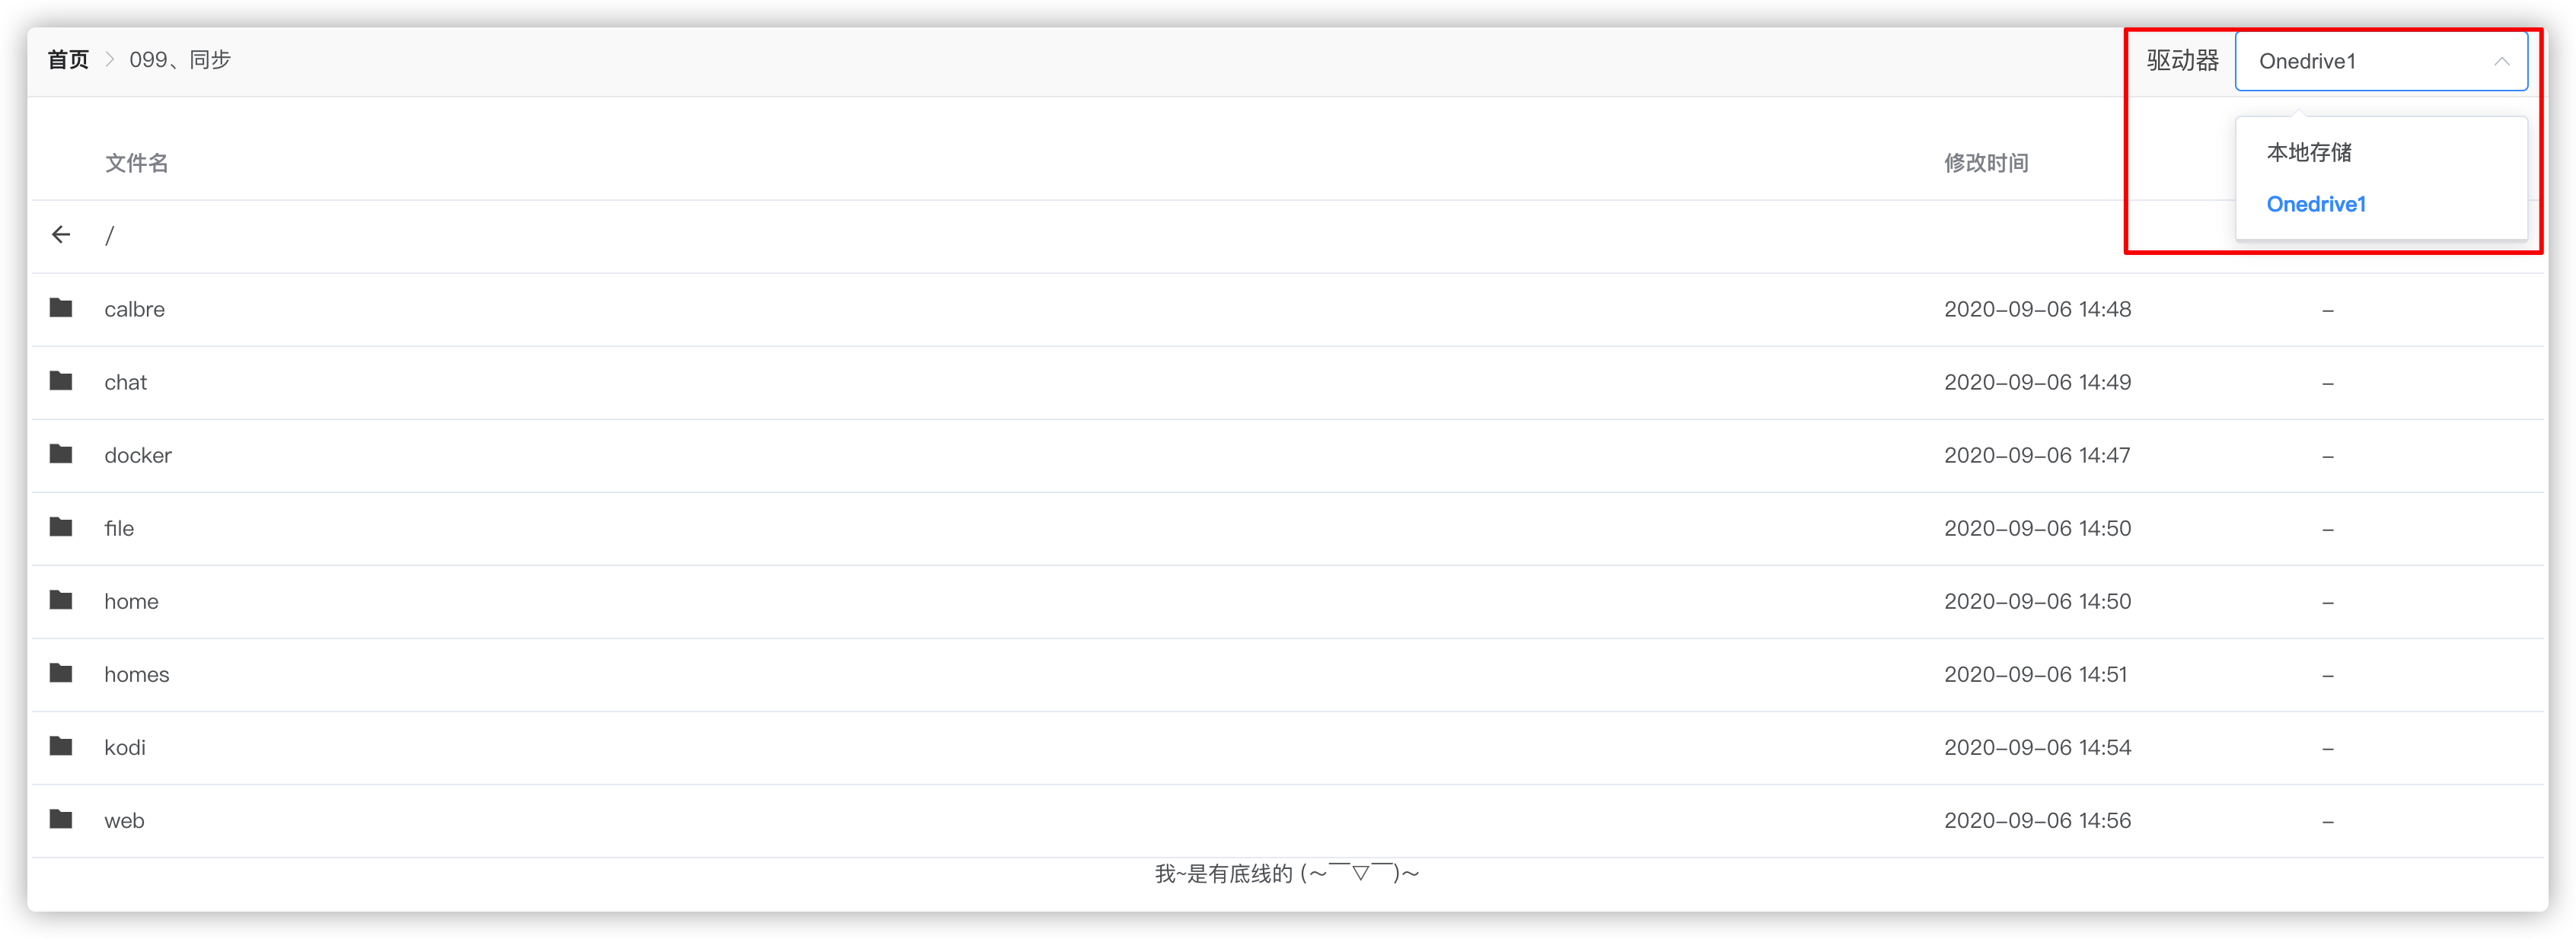 首页 > 099、同步 驱动器 Onedrive1
本地存储
Onedrive1
文件名 修改时间
/
calbre 2020-09-06 14:48 -
chat 2020-09-06 14:49 -
docker 2020-09-06 14:47 -
file 2020-09-06 14:50 -
home 2020-09-06 14:50 -
homes 2020-09-06 14:51 -
kodi 2020-09-06 14:54 -
web 2020-09-06 14:56 -
我~是有底线的 (～￣▽￣)～